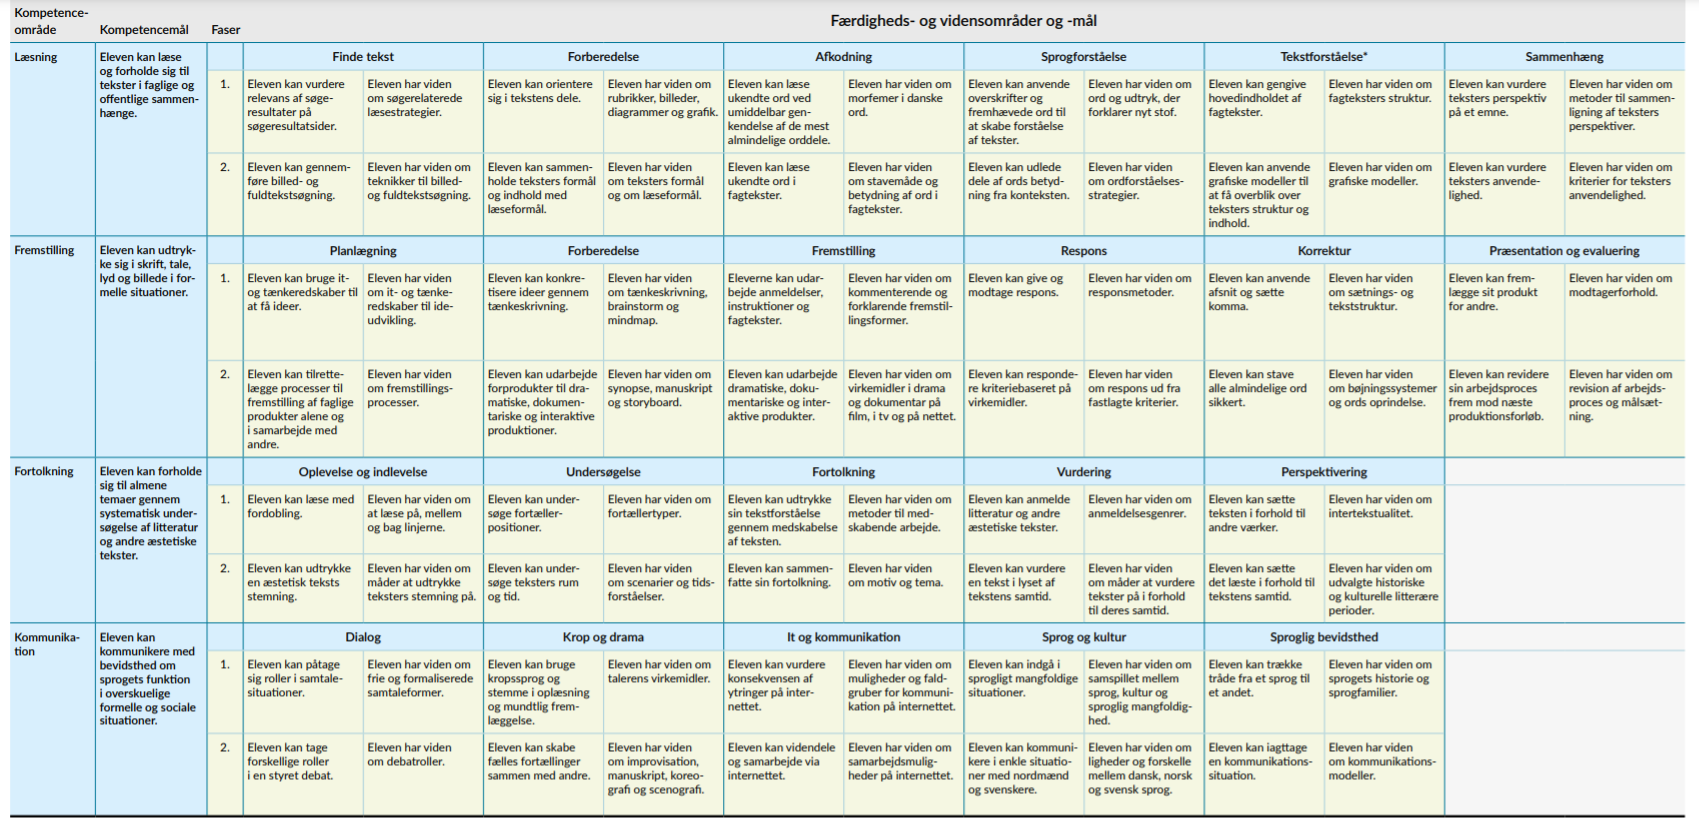 Kompetence-
område
Kompetencemål
Faser
Færdigheds- og vidensområder og -mål
Læsning
Eleven kan læse
og forholde sig til
tekster i faglige og
offentlige sammen-
hænge.
Finde tekst
Forberedelse
Afkodning
Sprogforståelse
Tekstforståelse*
Sammenhæng
1.
Eleven kan vurdere
relevans af søge-
resultater på
søgeresultatsider.
Eleven har viden
om søgerelaterede
læsestrategier.
Eleven kan orientere
sig i tekstens dele.
Eleven har viden om
rubrikker, billeder,
diagrammer og grafik.
Eleven kan læse
ukendte ord ved
umiddelbar gen-
kendelse af de mest
almindelige orddele.
Eleven har viden om
morfemer i danske
ord.
Eleven kan anvende
overskrifter og
fremhævede ord til
at skabe forståelse
af tekster.
Eleven har viden om
ord og udtryk, der
forklarer nyt stof.
Eleven kan gengive
hovedindholdet af
fagtekster.
Eleven har viden om
fagteksters struktur.
Eleven kan vurdere
teksters perspektiv
på et emne.
Eleven har viden om
metoder til sammen-
ligning af teksters
perspektiver.
2.
Eleven kan gennem-
føre billed- og
fuldtekstsøgning.
Eleven har viden om
teknikker til billed-
og fuldtekstsøgning.
Eleven kan sammen-
holde teksters formål
og indhold med
læseformål.
Eleven har viden
om teksters formål
og om læseformål.
Eleven kan læse
ukendte ord i
fagtekster.
Eleven har viden
om stavemåde og
betydning af ord i
fagtekster.
Eleven kan udlede
dele af ords betyd-
ning fra konteksten.
Eleven har viden
om ordforståelses-
strategier.
Eleven kan anvende
grafiske modeller til
at få overblik over
teksters struktur og
indhold.
Eleven har viden om
grafiske modeller.
Eleven kan vurdere
teksters anvende-
lighed.
Eleven har viden om
kriterier for teksters
anvendelighed.
Fremstilling
Eleven kan udtryk-
ke sig i skrift, tale,
lyd og billede i for-
melle situationer.
Planlægning
Forberedelse
Fremstilling
Respons
Korrektur
Præsentation og evaluering
1.
Eleven kan bruge it-
og tænkeredskaber til
at få ideer.
Eleven har viden
om it- og tænke-
redskaber til ide-
udvikling.
Eleven kan konkre-
tisere ideer gennem
tænkeskrivning.
Eleven har viden
om tænkeskrivning,
brainstorm og
mindmap.
Eleverne kan udar-
bejde anmeldelser,
instruktioner og
fagtekster.
Eleven har viden om
kommenterende og
forklarende fremstil-
lingsformer.
Eleven kan give og
modtage respons.
Eleven har viden om
responsmetoder.
Eleven kan anvende
afsnit og sætte
komma.
Eleven har viden
om sætnings- og
tekststruktur.
Eleven kan frem-
lægge sit produkt
for andre.
Eleven har viden om
modtagerforhold.
2.
Eleven kan tilrette-
lægge processer til
fremstilling af faglige
produkter alene og
i samarbejde med
andre.
Eleven har viden
om fremstillings-
processer.
Eleven kan udarbejde
forprodukter til dra-
matiske, dokumen-
tariske og interaktive
produktioner.
Eleven har viden om
synopse, manuskript
og storyboard.
Eleven kan udarbejde
dramatiske, doku-
mentariske og inter-
aktive produkter.
Eleven har viden om
virkemidler i drama
og dokumentar på
film, i tv og på nettet.
Eleven kan responde-
re kriteriebaseret på
virkemidler.
Eleven har viden
om respons ud fra
fastlagte kriterier.
Eleven kan stave
alle almindelige ord
sikkert.
Eleven har viden
om bøjningssystemer
og ords oprindelse.
Eleven kan revidere
sin arbejdsproces
frem mod næste
produktionsforløb.
Eleven har viden om
revision af arbejds-
proces og målsæt-
ning.
Fortolkning
Eleven kan forholde
sig til almene
temaer gennem
systematisk under-
søgelse af litteratur
og andre æstetiske
tekster.
Oplevelse og indlevelse
Undersøgelse
Fortolkning
Vurdering
Perspektivering
1.
Eleven kan læse med
fordobling.
Eleven har viden om
at læse på, mellem
og bag linjerne.
Eleven kan under-
søge fortæller-
positioner.
Eleven har viden om
fortællertyper.
Eleven kan udtrykke
sin tekstforståelse
gennem medskabelse
af teksten.
Eleven har viden om
metoder til med-
skabende arbejde.
Eleven kan anmelde
litteratur og andre
æstetiske tekster.
Eleven har viden om
anmeldelsesgenrer.
Eleven kan sætte
teksten i forhold til
andre værker.
Eleven har viden om
intertekstualitet.
2.
Eleven kan udtrykke
en æstetisk teksts
stemning.
Eleven har viden om
måder at udtrykke
teksters stemning på.
Eleven kan under-
søge teksters rum
og tid.
Eleven har viden
om scenarier og tids-
forståelser.
Eleven kan sammen-
fatte sin fortolkning.
Eleven har viden
om motiv og tema.
Eleven kan vurdere
en tekst i lyset af
tekstens samtid.
Eleven har viden
om måder at vurdere
tekster på i forhold
til deres samtid.
Eleven kan sætte
det læste i forhold til
tekstens samtid.
Eleven har viden om
udvalgte historiske
og kulturelle litterære
perioder.
Kommunika-
tion
Eleven kan
kommunikere med
bevidsthed om
sprogets funktion
i overskuelige
formelle og sociale
situationer.
Dialog
Krop og drama
It og kommunikation
Sprog og kultur
Sproglig bevidsthed
1.
Eleven kan påtage
sig roller i samtale-
situationer.
Eleven har viden om
frie og formaliserede
samtaleformer.
Eleven kan bruge
kropssprog og
stemme i oplæsning
og mundtlig frem-
læggelse.
Eleven har viden om
talerens virkemidler.
Eleven kan vurdere
konsekvensen af
ytringer på inter-
nettet.
Eleven har viden om
muligheder og fald-
gruber for kommuni-
kation på internettet.
Eleven kan indgå i
sprogligt mangfoldige
situationer.
Eleven har viden om
samspillet mellem
sprog, kultur og
sproglig mangfoldig-
hed.
Eleven kan trække
tråde fra et sprog til
et andet.
Eleven har viden om
sprogets historie og
sprogfamilier.
2.
Eleven kan tage
forskellige roller
i en styret debat.
Eleven har viden
om debatroller.
Eleven kan skabe
fælles fortællinger
sammen med andre.
Eleven har viden
om improvisation,
manuskript, koreo-
grafi og scenografi.
Eleven kan videndele
og samarbejde via
internettet.
Eleven har viden om
samarbejdsmulig-
heder på internettet.
Eleven kan kommuni-
kere i enkle situatio-
ner med nordmænd
og svenskere.
Eleven har viden om
ligheder og forskelle
mellem dansk, norsk
og svensk sprog.
Eleven kan iagttage
en kommunikations-
situation.
Eleven har viden
om kommunikations-
modeller.